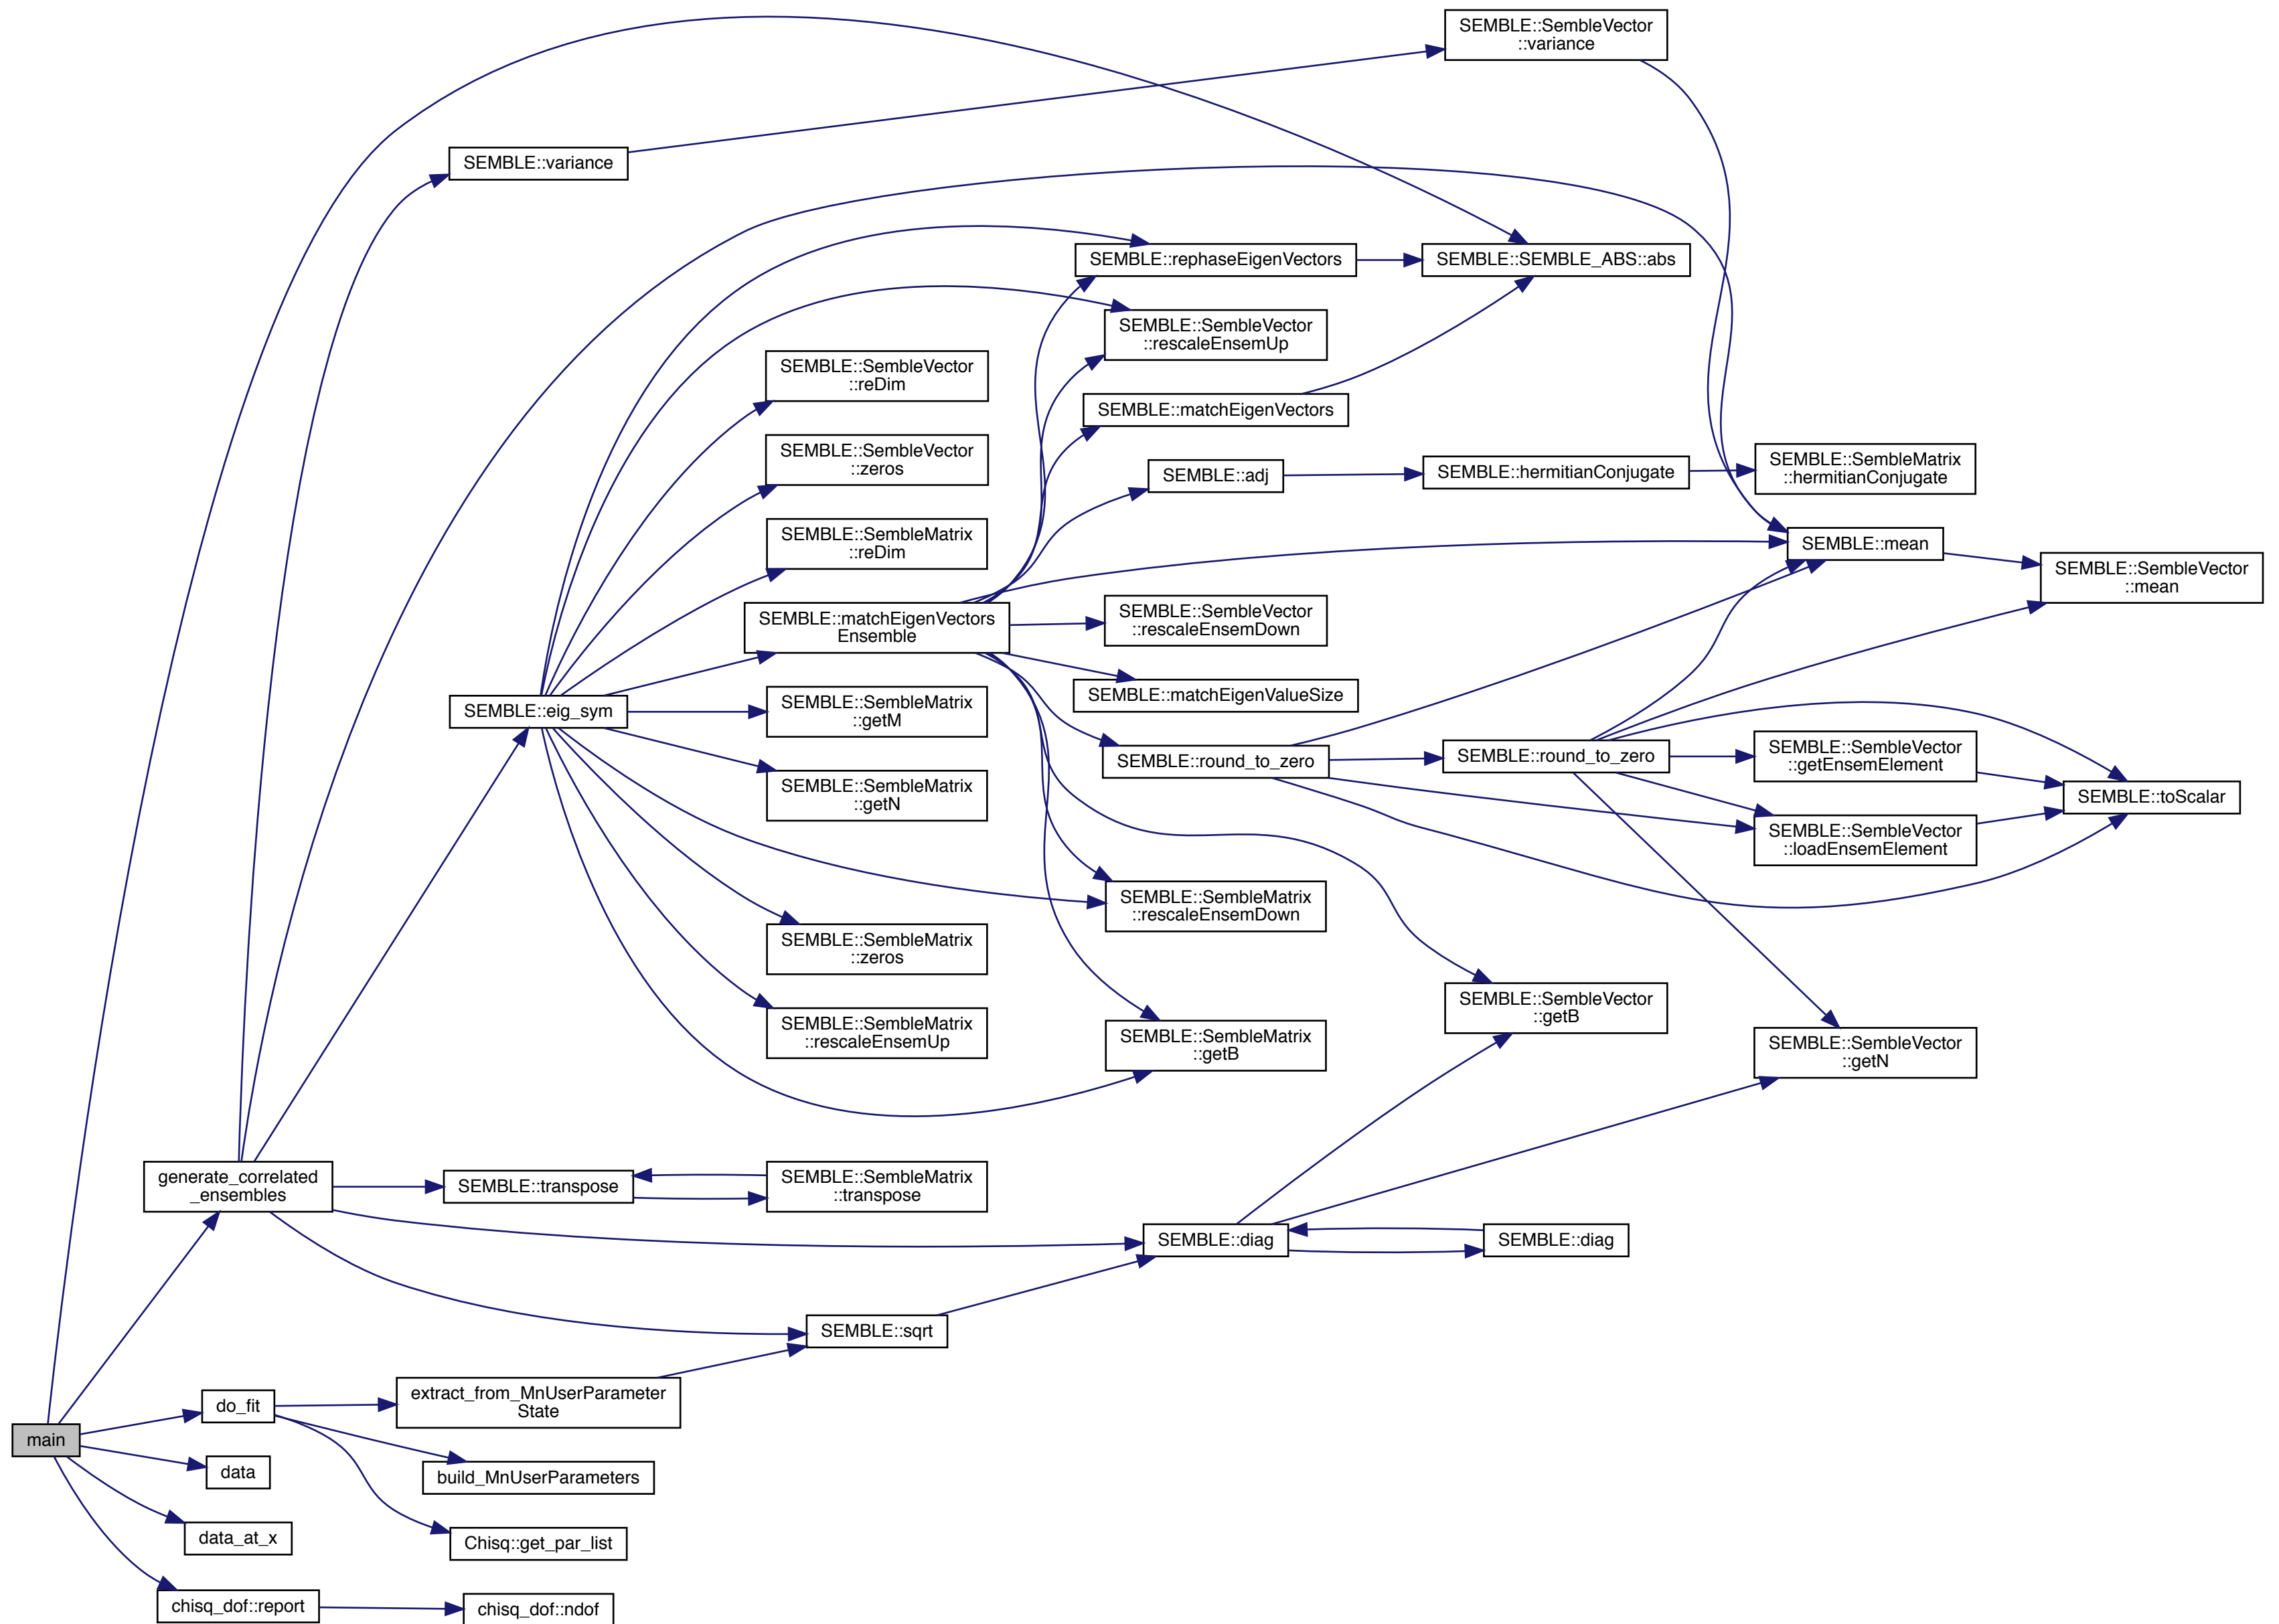 SEMBLE::SembleVector
::variance
SEMBLE::variance
SEMBLE::rephaseEigenVectors
SEMBLE::SEMBLE_ABS::abs
SEMBLE::SembleVector
::rescaleEnsemUp
SEMBLE::SembleVector
::reDim
SEMBLE::matchEigenVectors
SEMBLE::SembleVector
::zeros
SEMBLE::adj
SEMBLE::hermitianConjugate
SEMBLE::SembleMatrix
::hermitianConjugate
SEMBLE::SembleMatrix
::reDim
SEMBLE::mean
SEMBLE::SembleVector
::mean
SEMBLE::matchEigenVectors
Ensemble
SEMBLE::SembleVector
::rescaleEnsemDown
SEMBLE::matchEigenValueSize
SEMBLE::eig_sym
SEMBLE::SembleMatrix
::getM
SEMBLE::round_to_zero
SEMBLE::round_to_zero
SEMBLE::SembleVector
::getEnsemElement
SEMBLE::SembleMatrix
::getN
SEMBLE::toScalar
SEMBLE::SembleVector
::loadEnsemElement
SEMBLE::SembleMatrix
::rescaleEnsemDown
SEMBLE::SembleMatrix
::zeros
SEMBLE::SembleVector
::getB
SEMBLE::SembleMatrix
::rescaleEnsemUp
SEMBLE::SembleMatrix
::getB
SEMBLE::SembleVector
::getN
generate_correlated
_ensembles
SEMBLE::transpose
SEMBLE::SembleMatrix
::transpose
SEMBLE::diag
SEMBLE::diag
SEMBLE::sqrt
extract_from_MnUserParameter
State
do_fit
main
data
build_MnUserParameters
data_at_x
Chisq::get_par_list
chisq_dof::report
chisq_dof::ndof